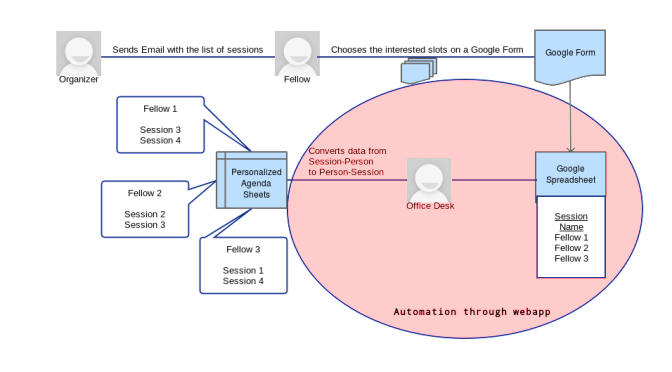 Sends Email with the list of sessions
Chooses the interested slots on a Google Form
Google Form
Organizer
Fellow
Fellow 1
Session 3
Session 4
Converts data from
Session-Person
to Person-Session
Personalized
Agenda
Sheets
Google
Spreadsheet
Fellow 2
Session 2
Session 3
Office Desk
Session
Name
Fellow 1
Fellow 2
Fellow 3
Fellow 3
Session 1
Session 4
Automation through webapp